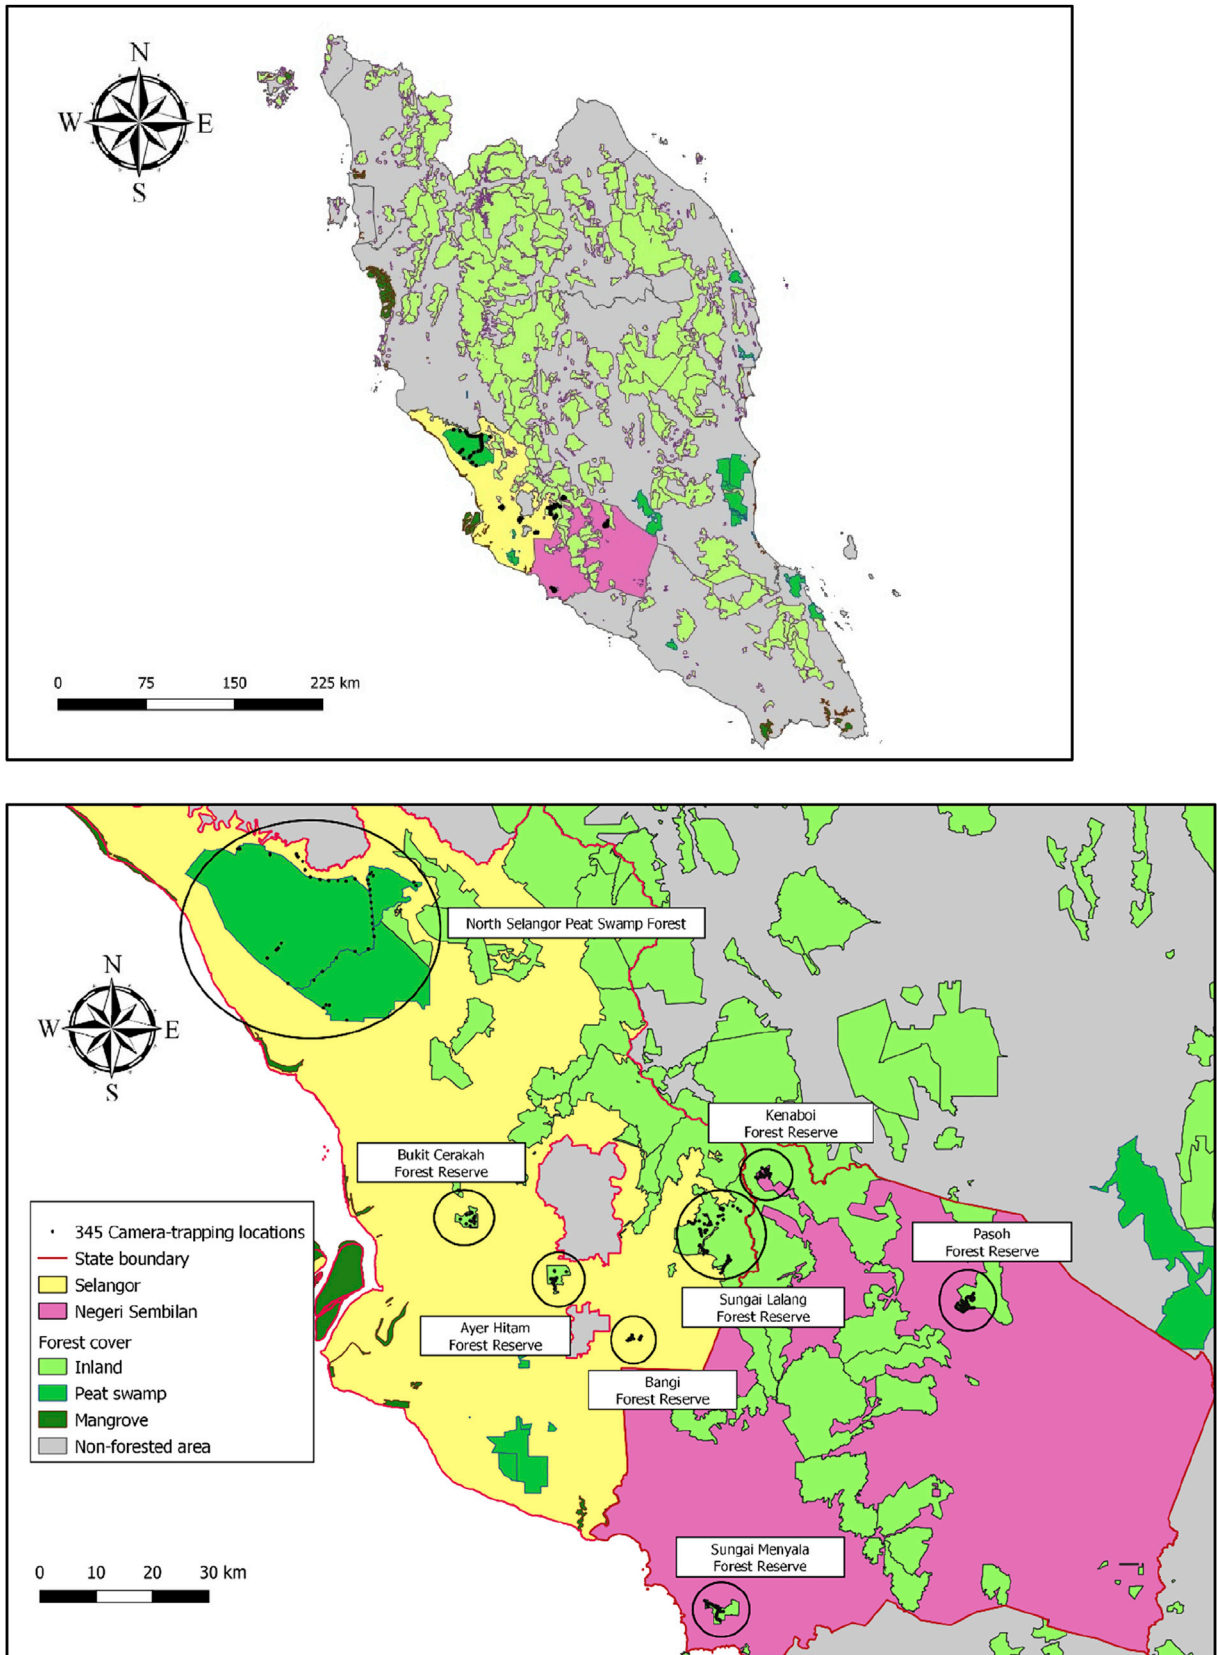 N
W E
S
0 75 150 225 km
North Selangor Peat Swamp Forest
N
W E
S
Kenaboi
Forest Reserve
Bukit Cerakah
Forest Reserve
345 Camera-trapping locations
State boundary
Selangor
Negeri Sembilan
Forest cover
Inland
Peat swamp
Mangrove
Non-forested area
Pasoh
Forest Reserve
Sungai Lalang
Forest Reserve
Ayer Hitam
Forest Reserve
Bangi
Forest Reserve
Sungai Menyala
Forest Reserve
0 10 20 30 km